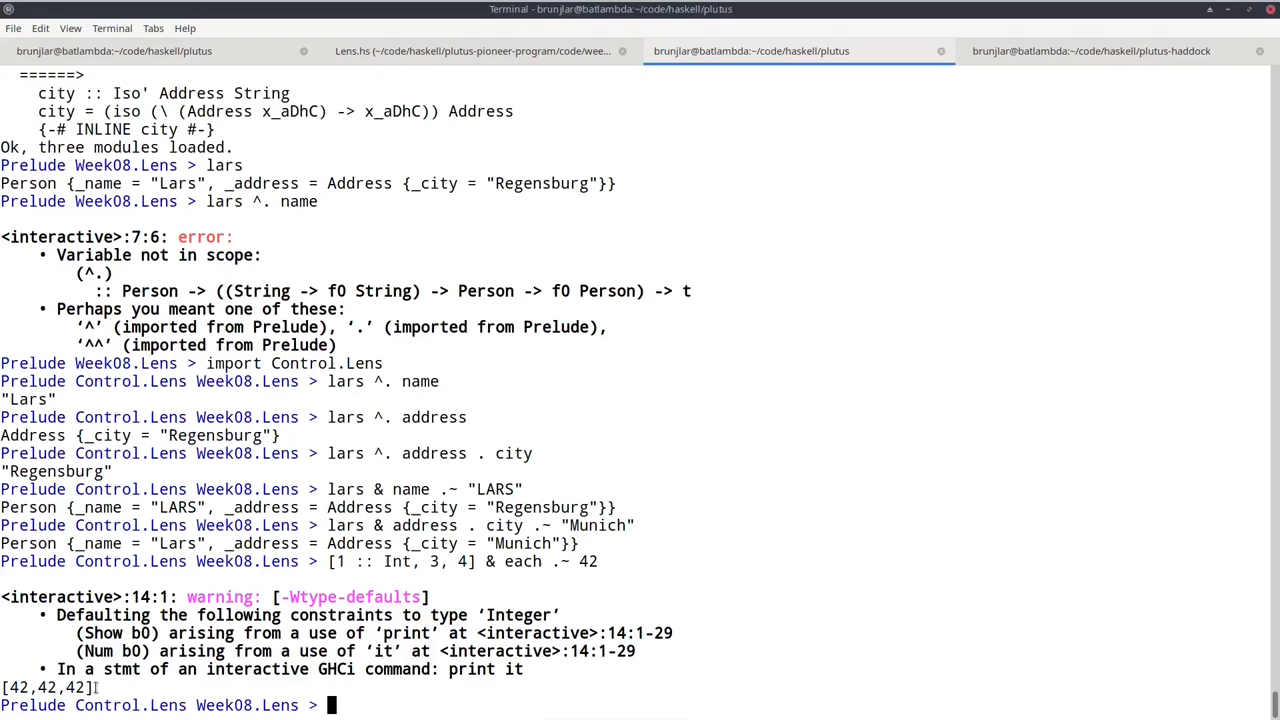 Terminal - brunjlar@batlambda:~/code/haskell/plutus
File Edit View Terminal Tabs Help
brunjlar@batlambda:~/code/haskell/plutus
Lens.hs (~/code/haskell/plutus-pioneer-program/code/wee...
brunjlar@batlambda:~/code/haskell/plutus
brunjlar@batlambda:~/code/haskell/plutus-haddock
======>
city :: Iso' Address String
city = (iso (\ (Address x_aDhC) -> x_aDhC)) Address
{-# INLINE city #-}
Ok, three modules loaded.
Prelude Week08.Lens > lars
Person {_name = "Lars", _address = Address {_city = "Regensburg"}}
Prelude Week08.Lens > lars ^. name
<interactive>:7:6: error:
• Variable not in scope:
(^.)
:: Person -> ((String -> f0 String) -> Person -> f0 Person) -> t
• Perhaps you meant one of these:
‘^’ (imported from Prelude), ‘.’ (imported from Prelude),
‘^^’ (imported from Prelude)
Prelude Week08.Lens > import Control.Lens
Prelude Control.Lens Week08.Lens > lars ^. name
"Lars"
Prelude Control.Lens Week08.Lens > lars ^. address
Address {_city = "Regensburg"}
Prelude Control.Lens Week08.Lens > lars ^. address . city
"Regensburg"
Prelude Control.Lens Week08.Lens > lars & name .~ "LARS"
Person {_name = "LARS", _address = Address {_city = "Regensburg"}}
Prelude Control.Lens Week08.Lens > lars & address . city .~ "Munich"
Person {_name = "Lars", _address = Address {_city = "Munich"}}
Prelude Control.Lens Week08.Lens > [1 :: Int, 3, 4] & each .~ 42
<interactive>:14:1: warning: [-Wtype-defaults]
• Defaulting the following constraints to type ‘Integer’
(Show b0) arising from a use of ‘print’ at <interactive>:14:1-29
(Num b0) arising from a use of ‘it’ at <interactive>:14:1-29
• In a stmt of an interactive GHCi command: print it
[42,42,42]
Prelude Control.Lens Week08.Lens >